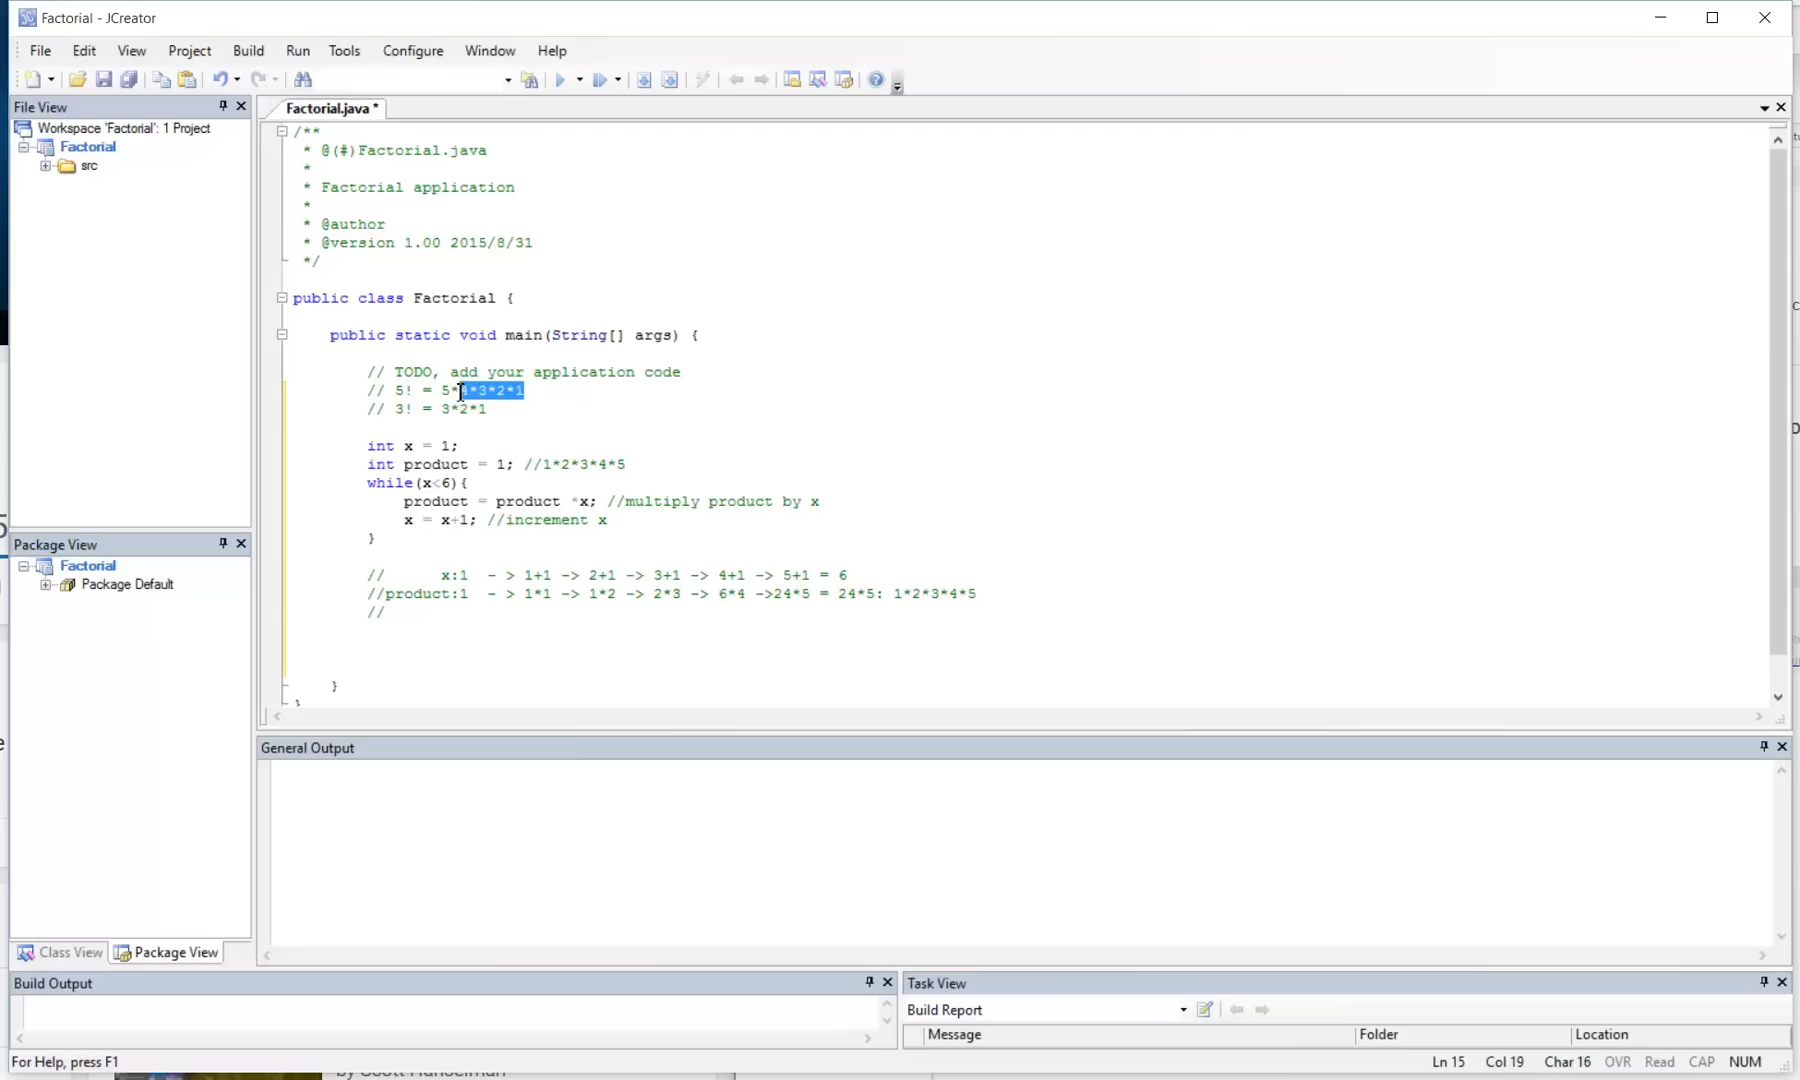 Factorial - JCreator
File Edit View Project Build Run Tools Configure Window Help
File View
Workspace 'Factorial': 1 Project
Factorial
src
Factorial.java *
/**
* @(#)Factorial.java
*
* Factorial application
*
* @author
* @version 1.00 2015/8/31
*/
public class Factorial {
public static void main(String[] args) {
// TODO, add your application code
// 5! = 5*4*3*2*1
// 3! = 3*2*1
int x = 1;
int product = 1; //1*2*3*4*5
while(x<6){
product = product *x; //multiply product by x
x = x+1; //increment x
}
// x:1 - > 1+1 -> 2+1 -> 3+1 -> 4+1 -> 5+1 = 6
//product:1 - > 1*1 -> 1*2 -> 2*3 -> 6*4 ->24*5 = 24*5: 1*2*3*4*5
//
}
Package View
Factorial
Package Default
Class View Package View
General Output
Build Output
Task View
Build Report
Message Folder Location
For Help, press F1
Ln 15 Col 19 Char 16 OVR Read CAP NUM
by Scott Hanselman